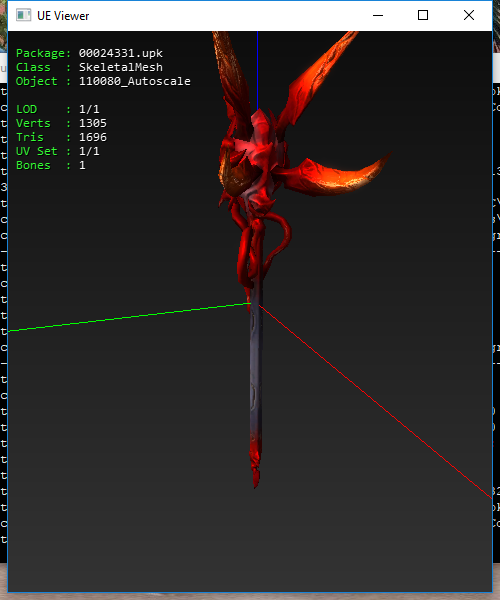 UE Viewer
Package: 00024331.upk
Class : SkeletalMesh
Object : 110080_Autoscale
LOD : 1/1
Verts : 1305
Tris : 1696
UV Set : 1/1
Bones : 1